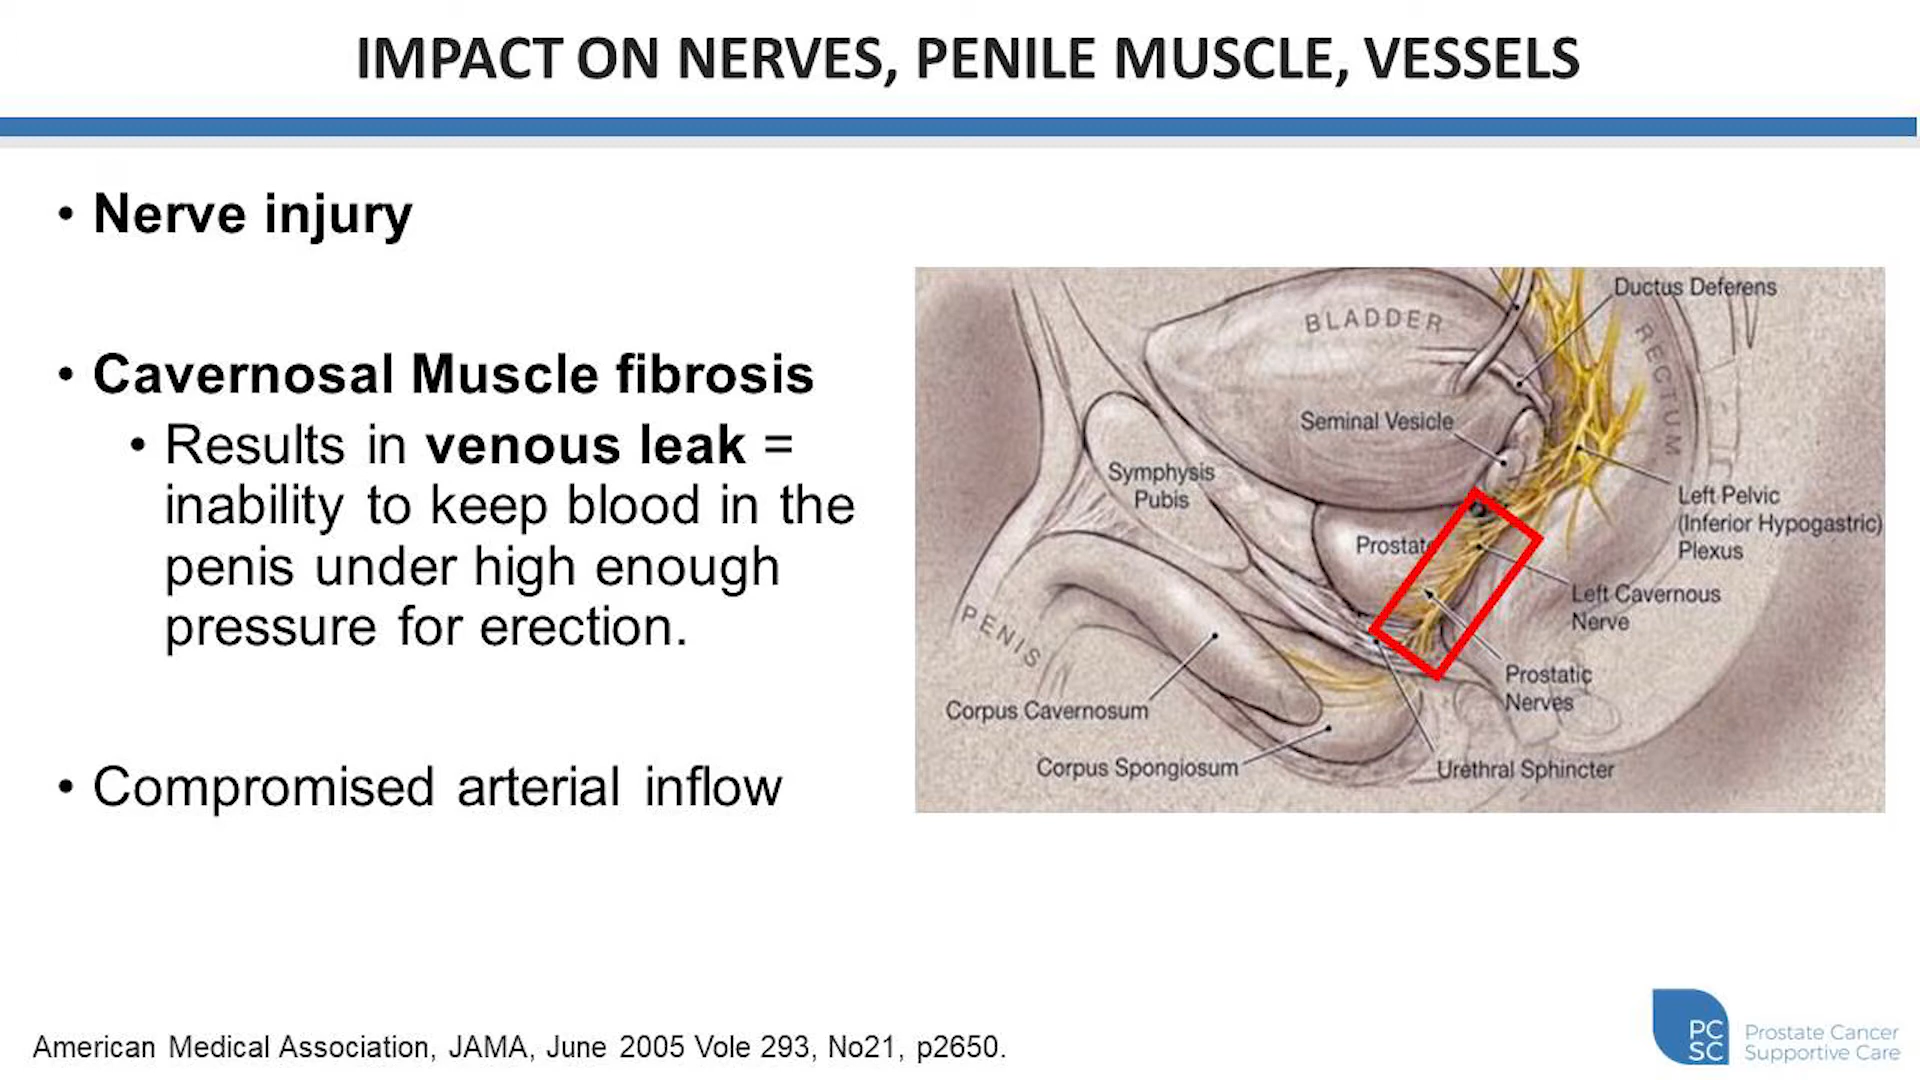 IMPACT ON NERVES, PENILE MUSCLE, VESSELS
• Nerve injury
• Cavernosal Muscle fibrosis
• Results in venous leak =
inability to keep blood in the
penis under high enough
pressure for erection.
• Compromised arterial inflow
Ductus Deferens
BLADDER
RECTUM
Seminal Vesicle
Symphysis
Pubis
Left Pelvic
(Inferior Hypogastric)
Plexus
Prostate
Left Cavernous
Nerve
PENIS
Prostatic
Nerves
Corpus Cavernosum
Corpus Spongiosum
Urethral Sphincter
American Medical Association, JAMA, June 2005 Vole 293, No21, p2650.
PC
SC
Prostate Cancer
Supportive Care